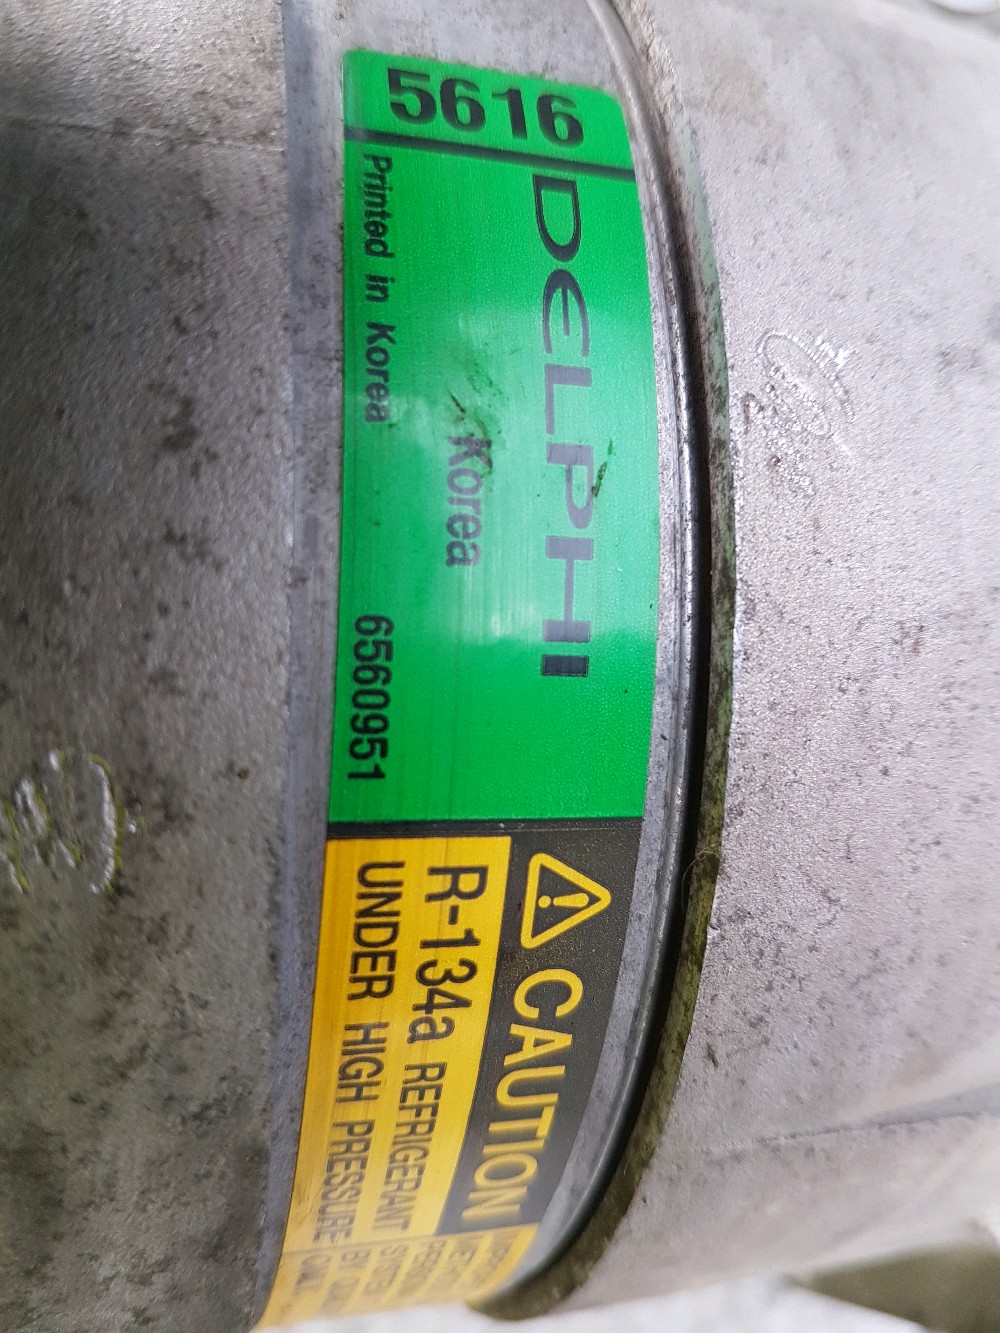 5616
DELPHI
Korea
Printed in Korea
6560951
CAUTION
R-134a REFRIGERANT
UNDER HIGH PRESSURE